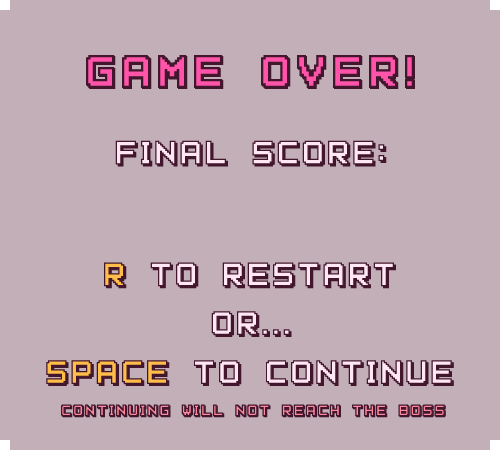 GAME OVER!
FINAL SCORE:
R TO RESTART
OR...
SPACE TO CONTINUE
CONTINUING WILL NOT REACH THE BOSS